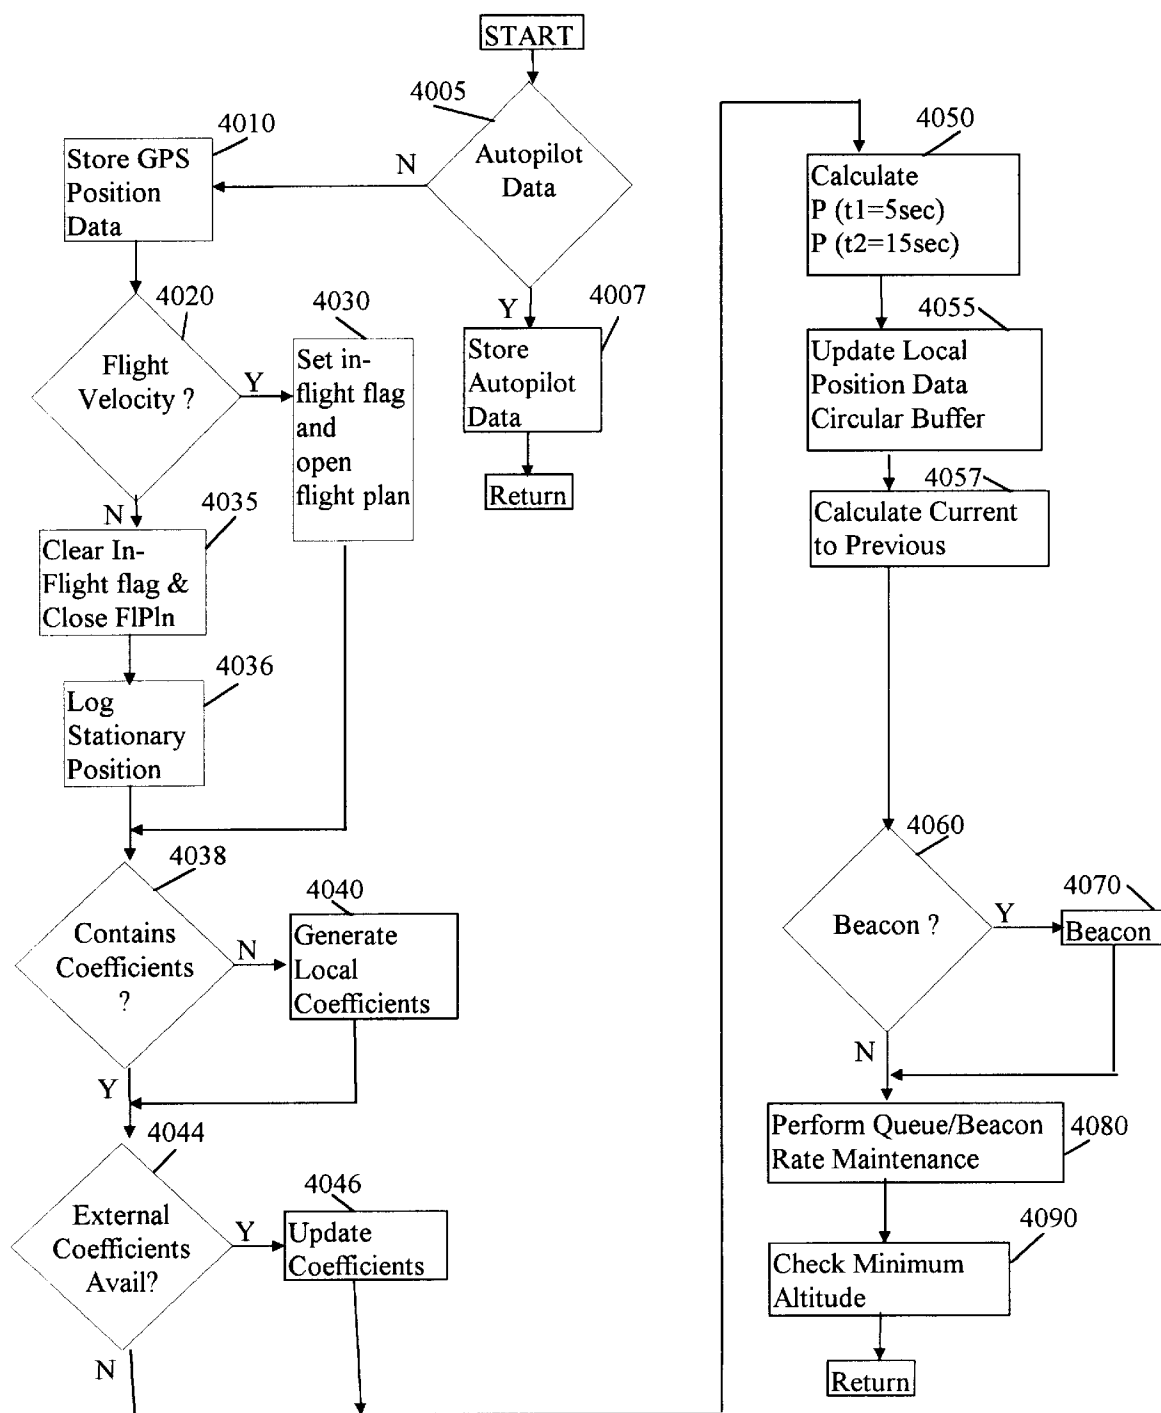 START
4005
Autopilot
Data
N
Y
4010
Store GPS
Position
Data
4007
Store
Autopilot
Data
Return
4020
Flight
Velocity ?
Y
N
4030
Set in-
flight flag
and
open
flight plan
4035
Clear In-
Flight flag &
Close FlPln
4036
Log
Stationary
Position
4038
Contains
Coefficients
?
N
Y
4040
Generate
Local
Coefficients
4044
External
Coefficients
Avail?
Y
N
4046
Update
Coefficients
4050
Calculate
P (t1=5sec)
P (t2=15sec)
4055
Update Local
Position Data
Circular Buffer
4057
Calculate Current
to Previous
4060
Beacon ?
Y
N
4070
Beacon
Perform Queue/Beacon
Rate Maintenance
4080
4090
Check Minimum
Altitude
Return